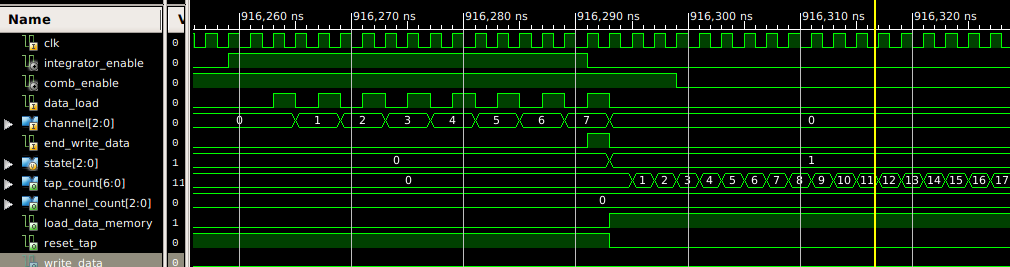 Name V 916,260 ns 916,270 ns 916,280 ns 916,290 ns 916,300 ns 916,310 ns 916,320 ns
clk 0
integrator_enable 0
comb_enable 0
data_load 0
channel[2:0] 0 0 1 2 3 4 5 6 7 0
end_write_data 0
state[2:0] 1 0 1
tap_count[6:0] 11 0 1 2 3 4 5 6 7 8 9 10 11 12 13 14 15 16 17
channel_count[2:0] 0 0
load_data_memory 1
reset_tap 0
write_data